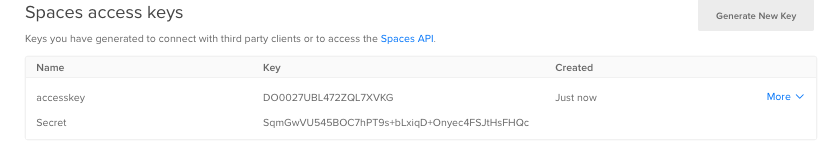 Spaces access keys
Generate New Key
Keys you have generated to connect with third party clients or to access the Spaces API.
Name Key Created
accesskey DO0027UBL472ZQL7XVKG Just now More
Secret SqmGwVU545BOC7hPT9s+bLxiqD+Onyec4FSJtHsFHQc